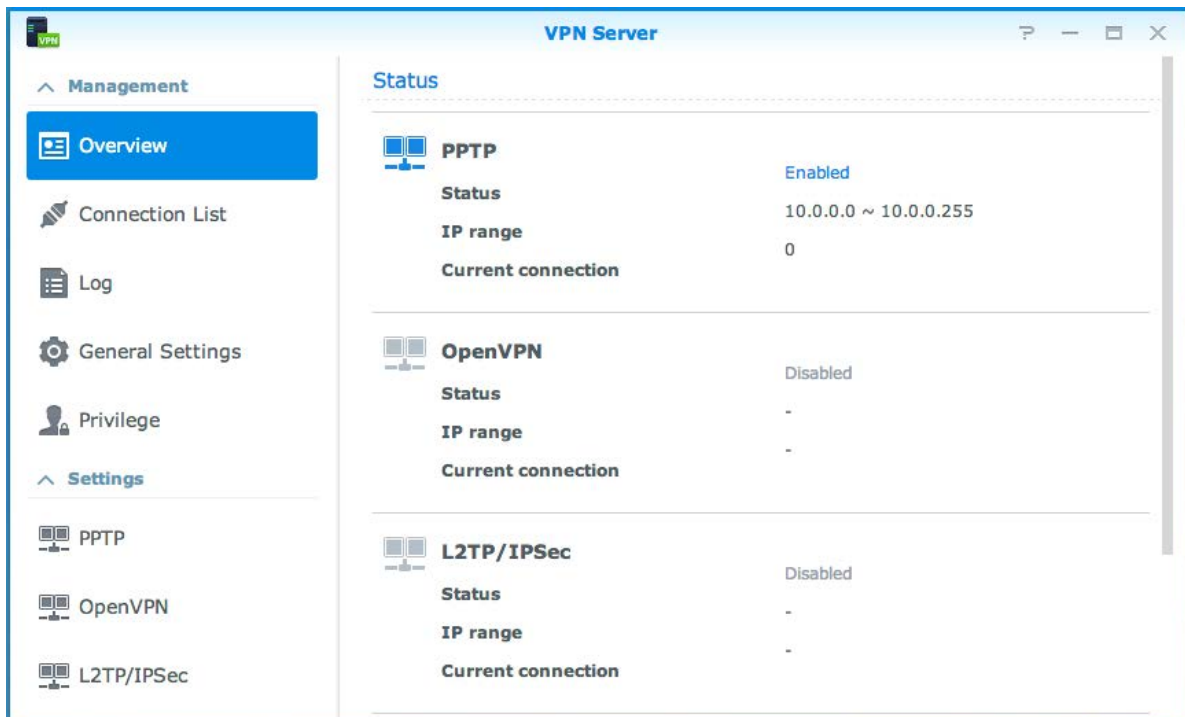 VPN
VPN Server
?
Management
Overview
Connection List
Log
General Settings
Privilege
Settings
PPTP
OpenVPN
L2TP/IPSec
Status
PPTP
Status
Enabled
IP range
10.0.0.0 ~ 10.0.0.255
Current connection
0
OpenVPN
Status
Disabled
IP range
-
Current connection
-
L2TP/IPSec
Status
Disabled
IP range
-
Current connection
-